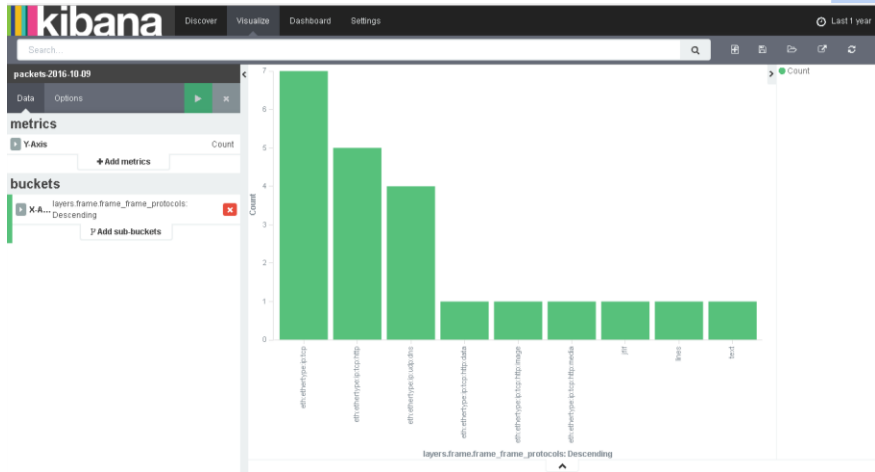 kibana
Discover
Visualize
Dashboard
Settings
Last 1 year
Search...
packets-2016-10-09
Data
Options
metrics
Y-Axis
Count
+ Add metrics
buckets
X-A...
layers.frame.frame_frame_protocols:
Descending
Add sub-buckets
Count
7
6
5
4
3
2
1
0
Count
eth:ethertype:ip:tcp
eth:ethertype:ip:tcp:http
eth:ethertype:ip:udp:dns
eth:ethertype:ip:tcp:http:data
eth:ethertype:ip:tcp:http:image
eth:ethertype:ip:tcp:http:media
jfif
lines
text
layers.frame.frame_frame_protocols: Descending